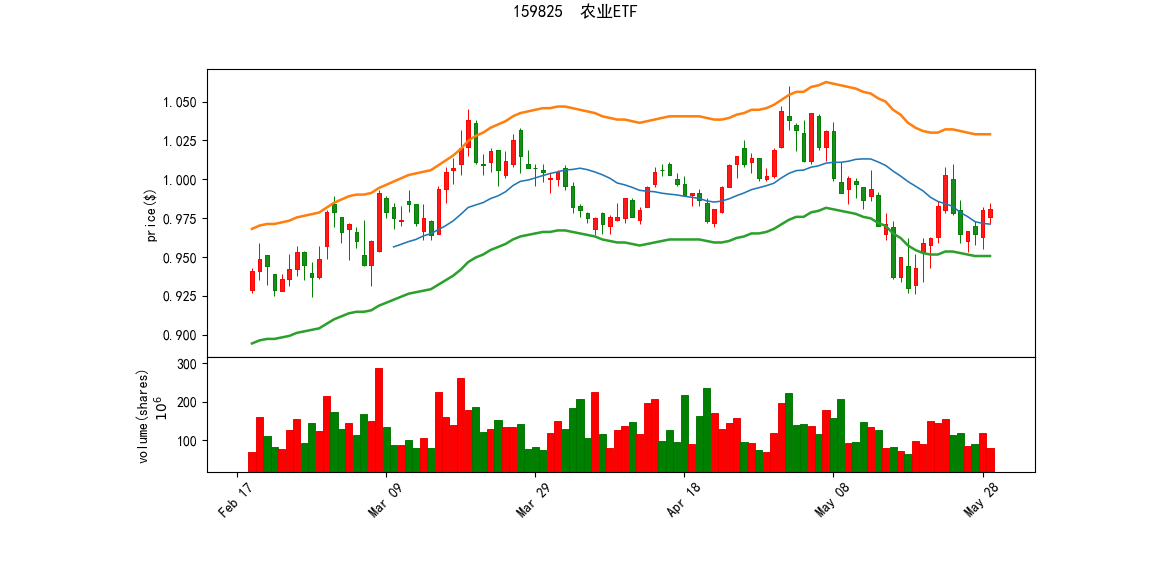 159825  农业ETF
price($)
1.050
1.025
1.000
0.975
0.950
0.925
0.900
volume(shares)
10^6
300
200
100
Feb 17
Mar 09
Mar 29
Apr 18
May 08
May 28